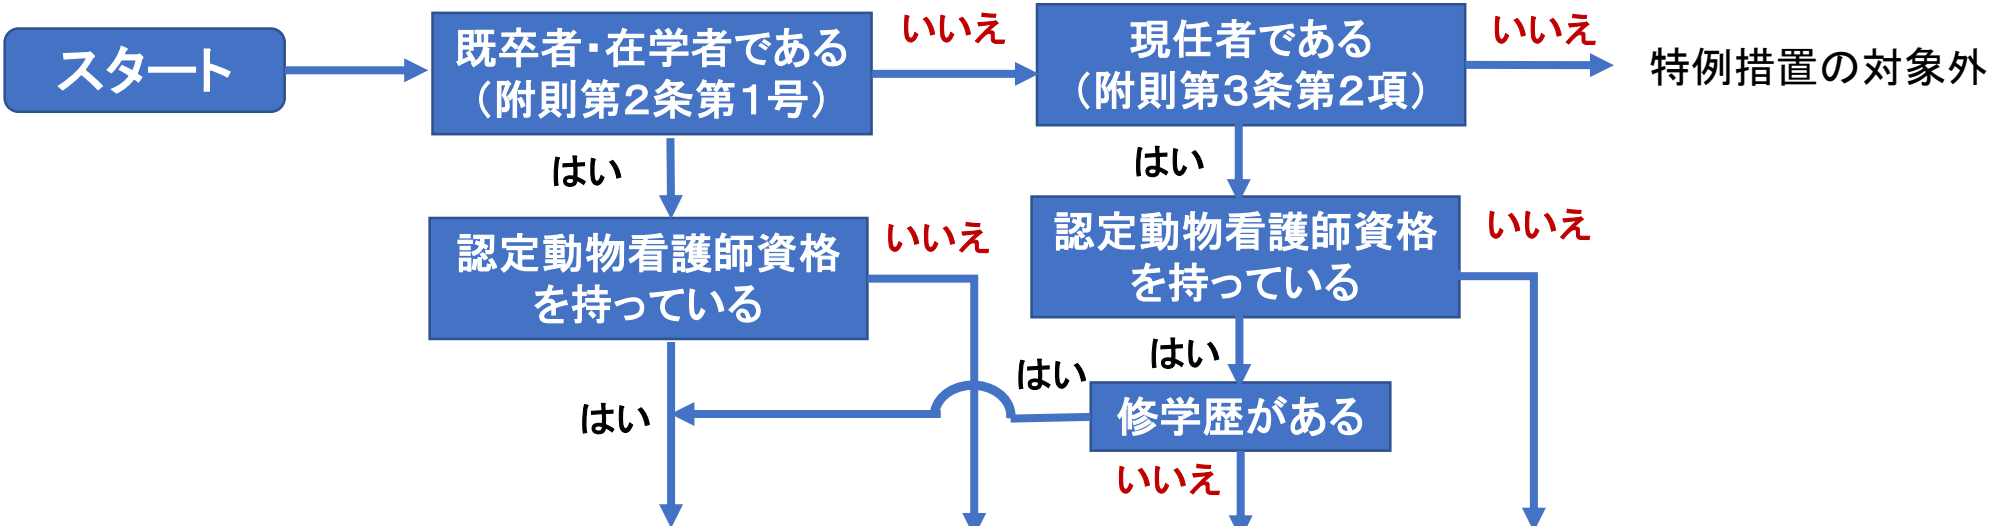 スタート
既卒者・在学者である
（附則第２条第１号）
いいえ
現任者である
（附則第３条第２項）
いいえ
特例措置の対象外
はい
はい
認定動物看護師資格
を持っている
いいえ
認定動物看護師資格
を持っている
いいえ
はい
はい
はい
修学歴がある
いいえ